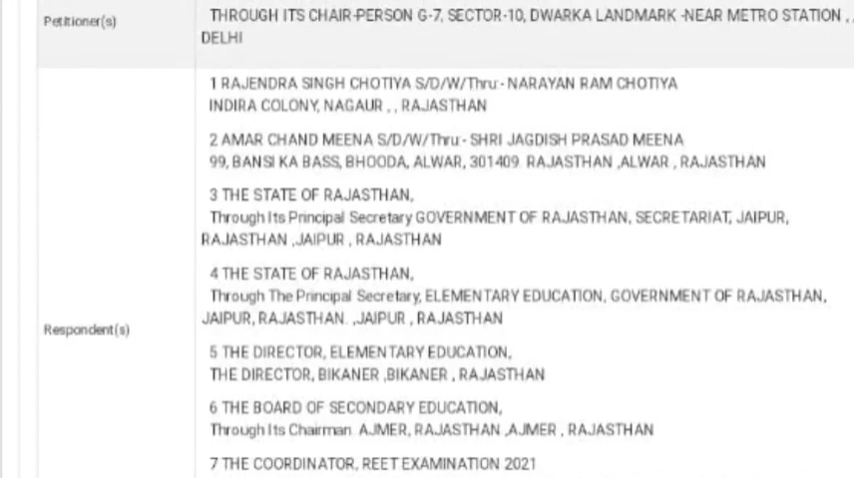 Petitioner(s)
THROUGH ITS CHAIR-PERSON G-7, SECTOR-10, DWARKA LANDMARK -NEAR METRO STATION , ,
DELHI
1 RAJENDRA SINGH CHOTIYA S/D/W/Thru:- NARAYAN RAM CHOTIYA
INDIRA COLONY, NAGAUR , , RAJASTHAN
2 AMAR CHAND MEENA S/D/W/Thru:- SHRI JAGDISH PRASAD MEENA
99, BANSI KA BASS, BHOODA, ALWAR, 301409 RAJASTHAN ,ALWAR , RAJASTHAN
3 THE STATE OF RAJASTHAN,
Through Its Principal Secretary GOVERNMENT OF RAJASTHAN, SECRETARIAT, JAIPUR,
RAJASTHAN ,JAIPUR , RAJASTHAN
4 THE STATE OF RAJASTHAN,
Through The Principal Secretary, ELEMENTARY EDUCATION, GOVERNMENT OF RAJASTHAN,
JAIPUR, RAJASTHAN. ,JAIPUR , RAJASTHAN
Respondent(s)
5 THE DIRECTOR, ELEMENTARY EDUCATION,
THE DIRECTOR, BIKANER ,BIKANER , RAJASTHAN
6 THE BOARD OF SECONDARY EDUCATION,
Through Its Chairman AJMER, RAJASTHAN ,AJMER , RAJASTHAN
7 THE COORDINATOR, REET EXAMINATION 2021